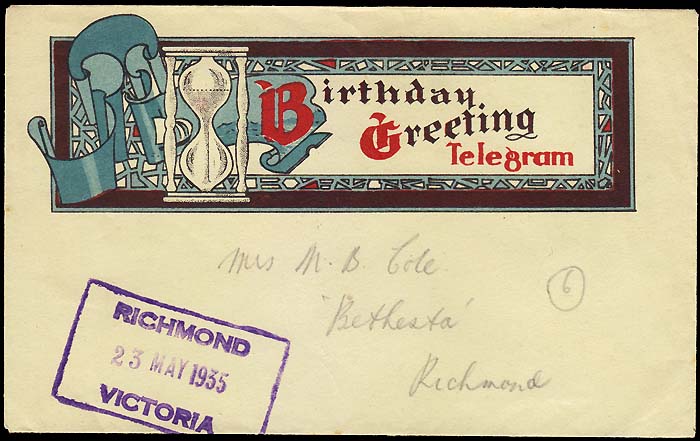 Birthday
Greeting
Telegram
Mrs M. B. Cole
'Bethesta'
Richmond
6
RICHMOND
23 MAY 1935
VICTORIA